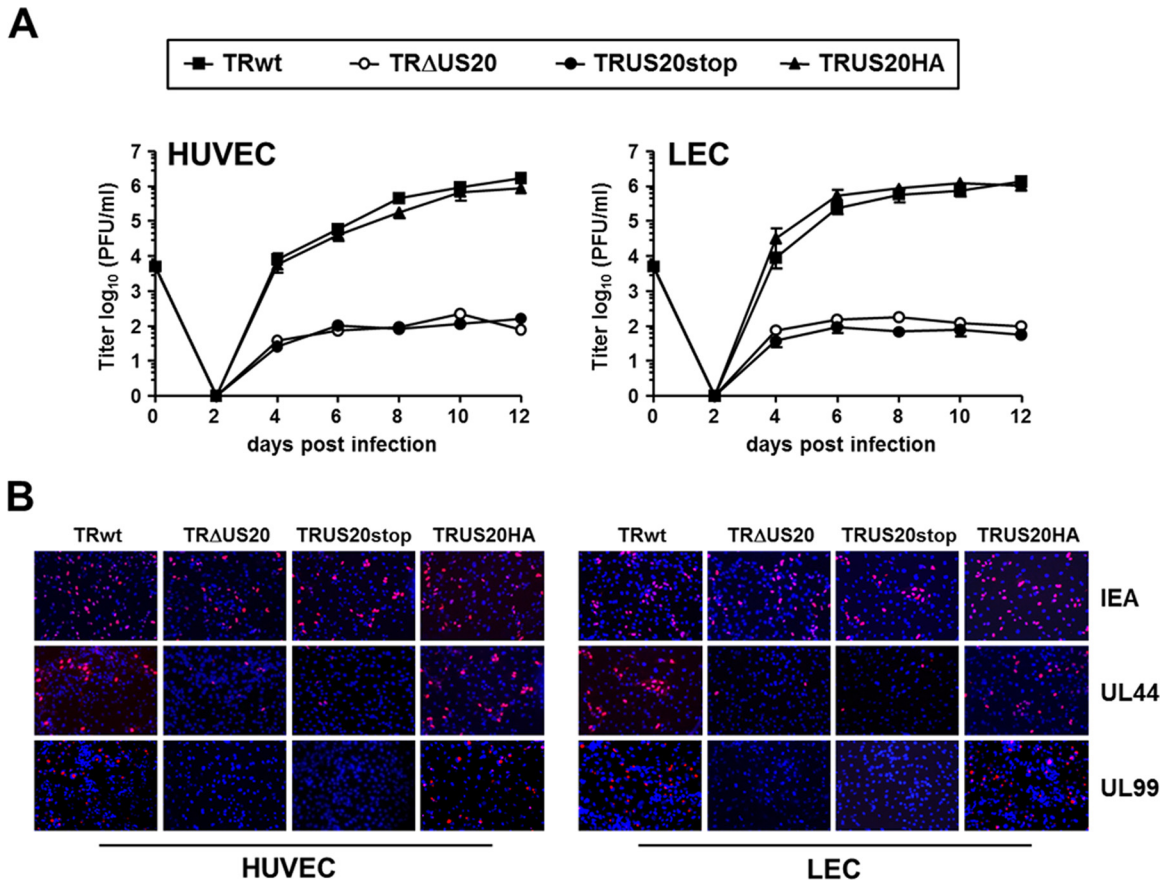 A
TRwt TRΔUS20 TRUS20stop TRUS20HA
HUVEC
Titer log10 (PFU/ml)
7
6
5
4
3
2
1
0
0 2 4 6 8 10 12
days post infection
LEC
Titer log10 (PFU/ml)
7
6
5
4
3
2
1
0
0 2 4 6 8 10 12
days post infection
B
TRwt TRΔUS20 TRUS20stop TRUS20HA TRwt TRΔUS20 TRUS20stop TRUS20HA
IEA
UL44
UL99
HUVEC LEC